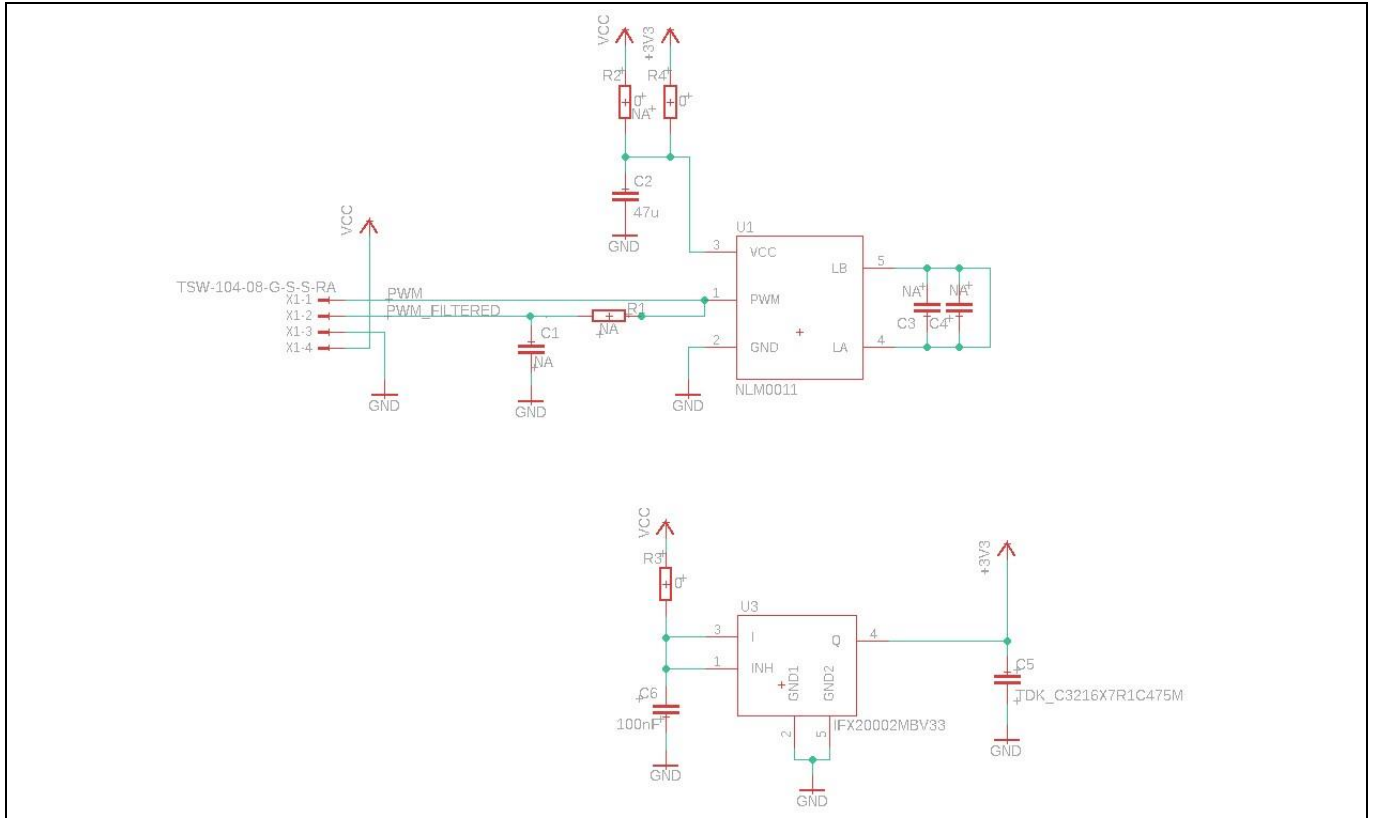 VCC
+3V3
R2
R4
0
NA
0
C2
47u
GND
VCC
U1
3
VCC
LB
5
TSW-104-08-G-S-S-RA
X1-1
PWM
1
PWM
NA
NA
X1-2
PWM_FILTERED
R1
NA
C3
C4
X1-3
C1
X1-4
NA
2
GND
LA
4
GND
GND
GND
NLM0011
VCC
+3V3
R3
0
U3
3
I
Q
4
1
INH
GND1
GND2
C5
TDK_C3216X7R1C475M
C6
100nF
2
5
IFX20002MBV33
GND
GND
GND